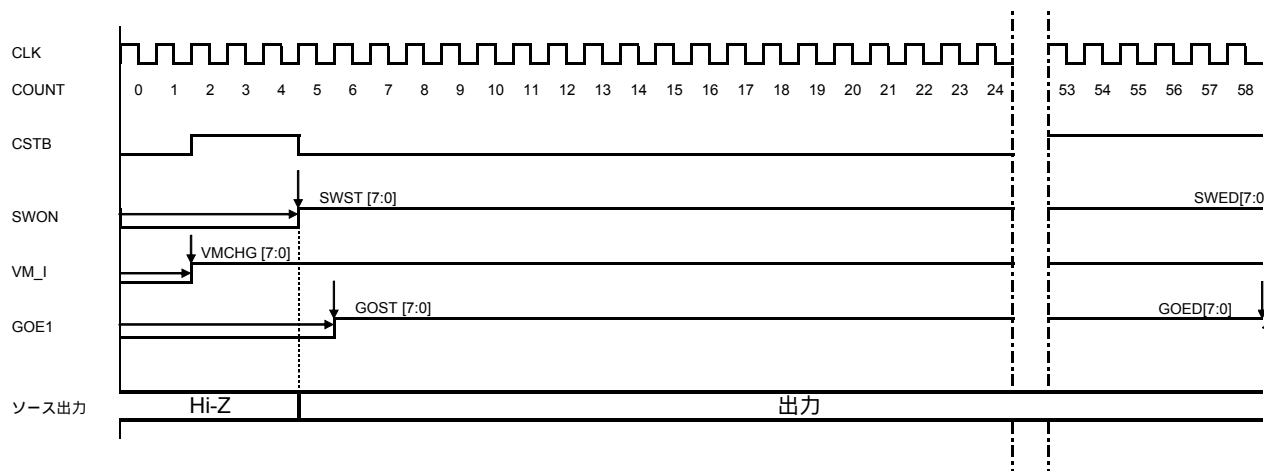 CLK
COUNT 0 1 2 3 4 5 6 7 8 9 10 11 12 13 14 15 16 17 18 19 20 21 22 23 24 53 54 55 56 57 58
CSTB
SWON SWST [7:0] SWED[7:0
VM_I VMCHG [7:0]
GOE1 GOST [7:0] GOED[7:0]
ソース出力 Hi-Z 出力